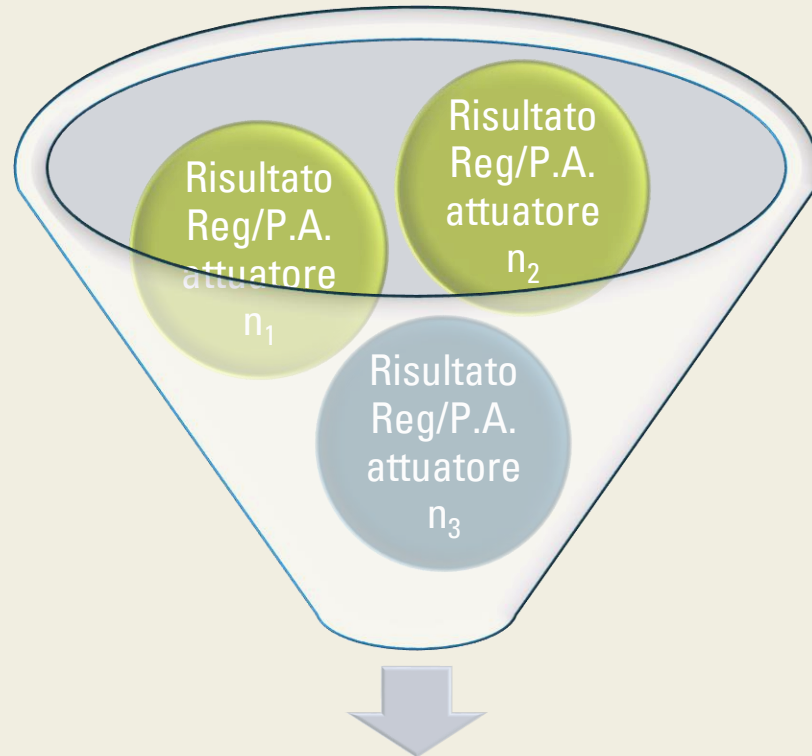 Risultato
Reg/P.A.
attuatore
n₁
Risultato
Reg/P.A.
attuatore
n₂
Risultato
Reg/P.A.
attuatore
n₃